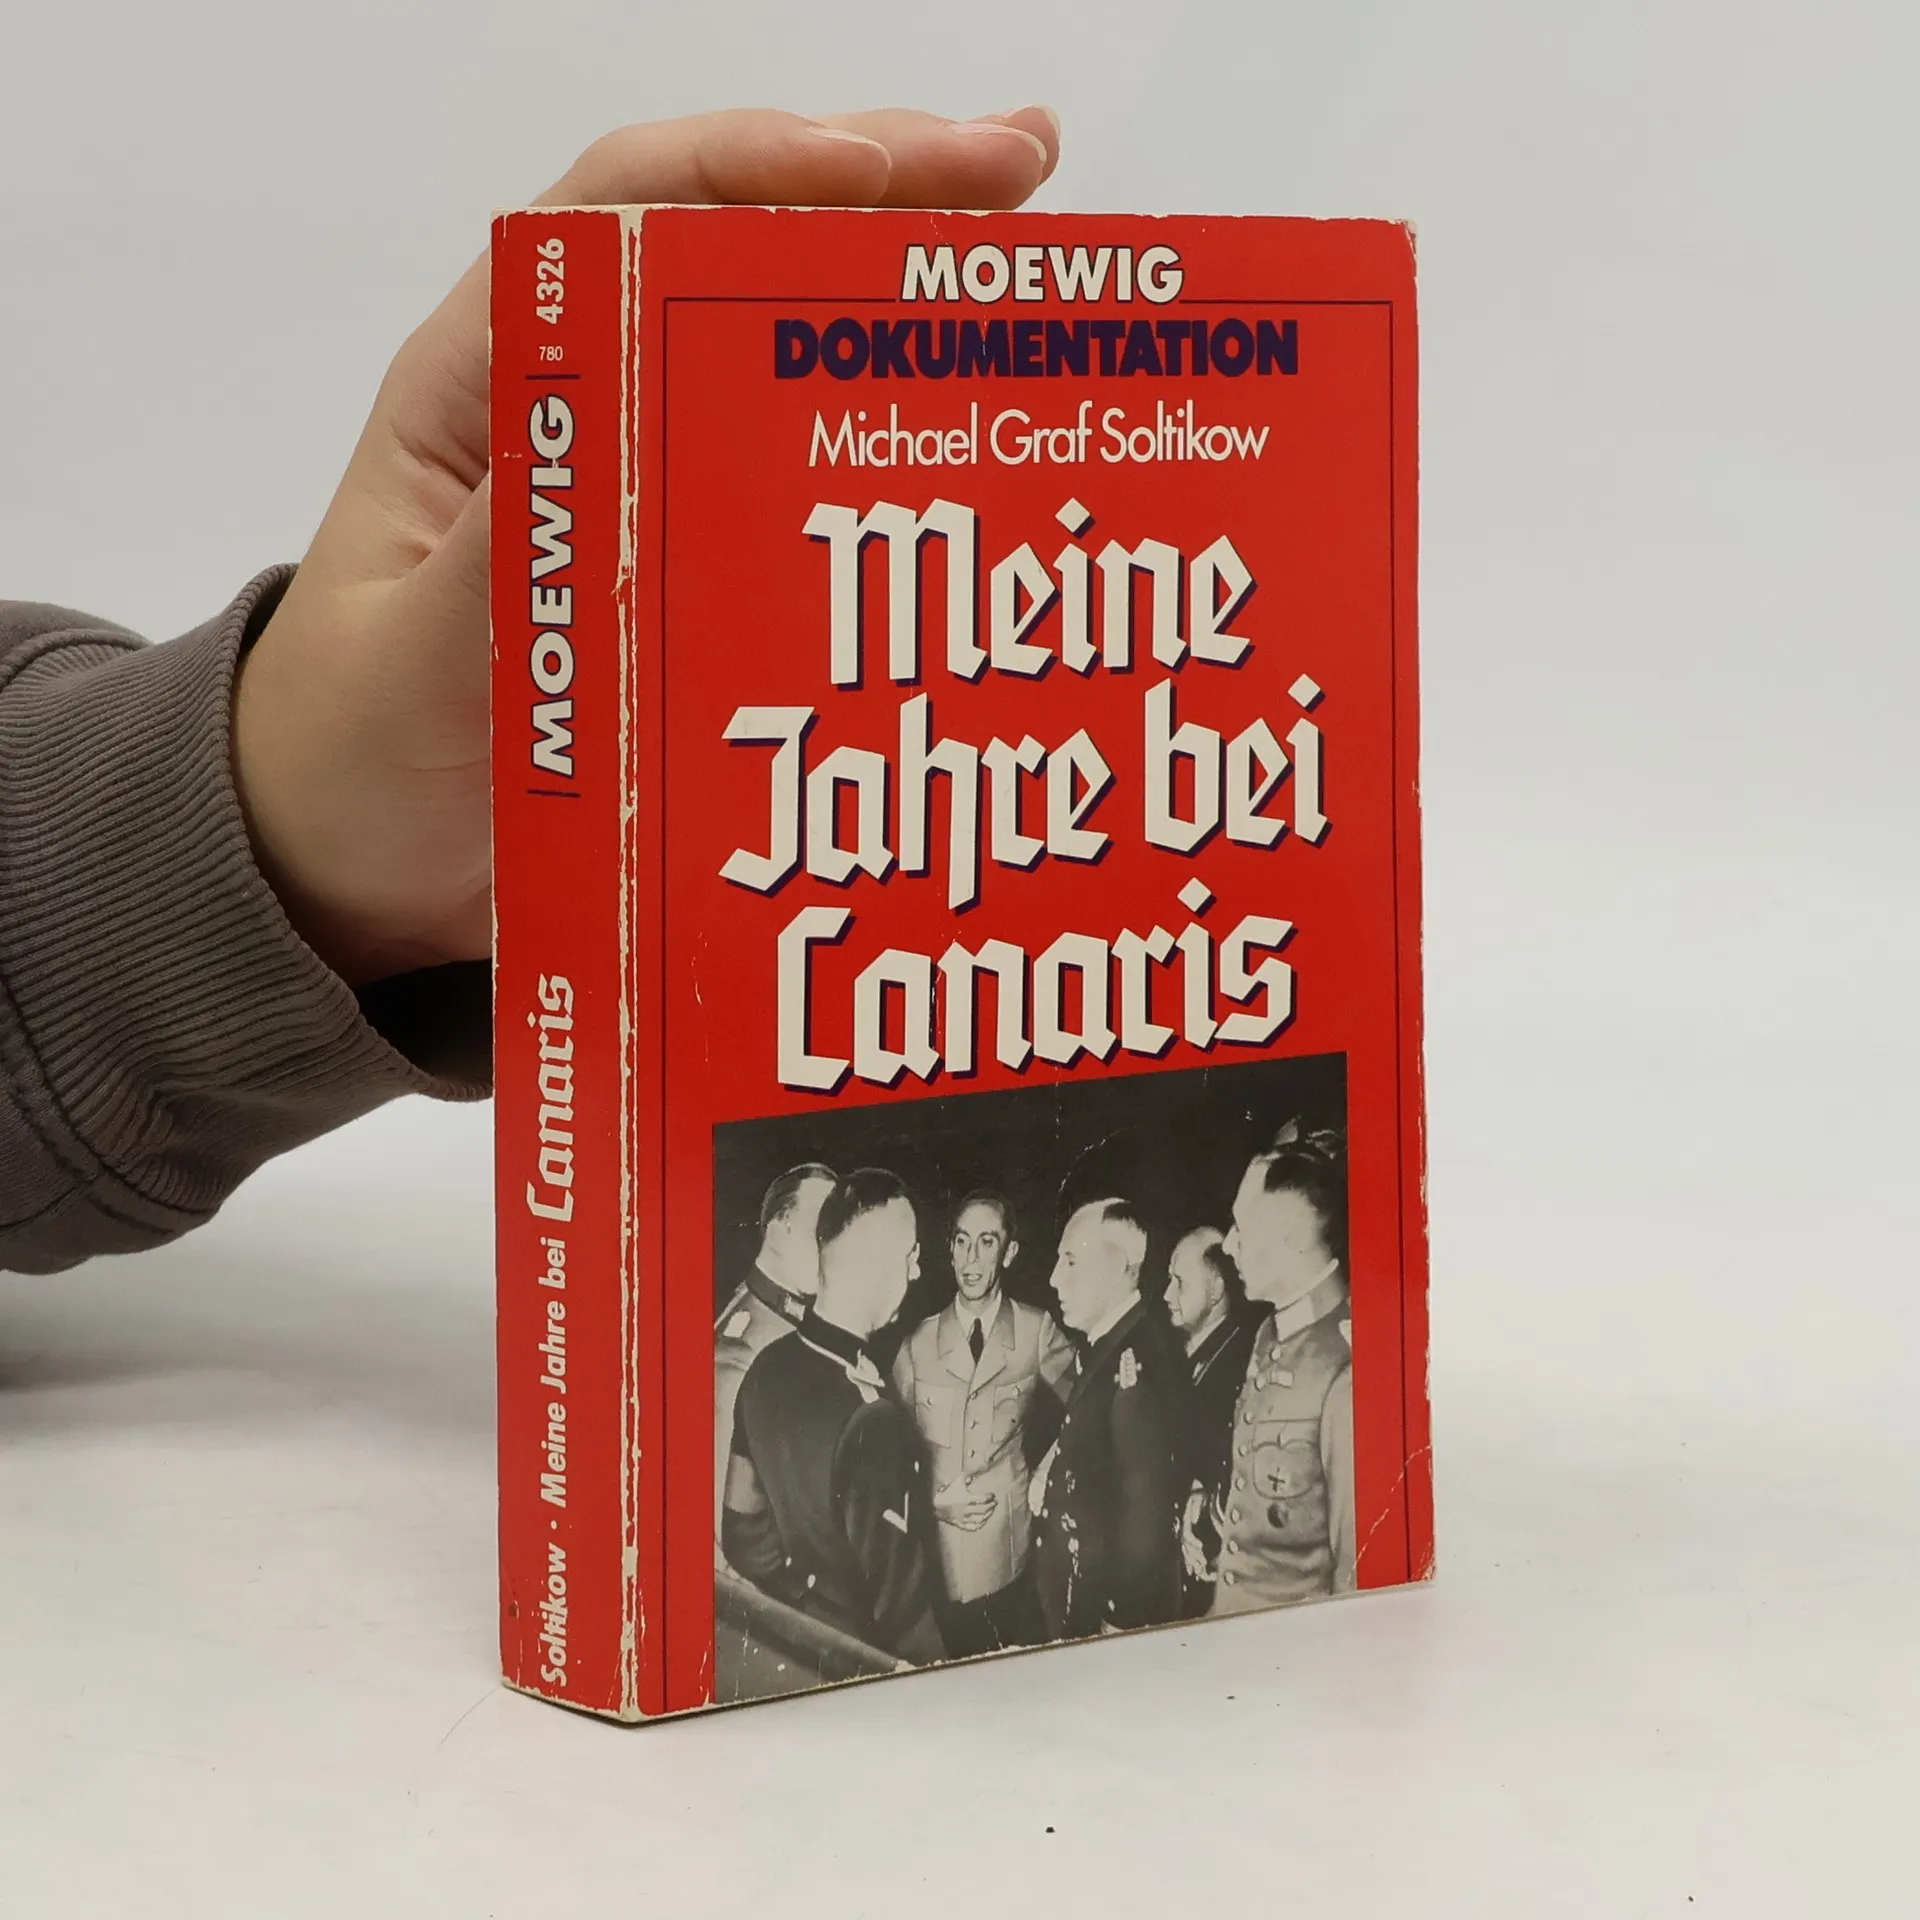 MOEWIG
DOKUMENTATION
Michael Graf Soltikow
Meine
Jahre bei
Canaris
Soltikow · Meine Jahre bei Canaris
MOEWIG
780
4326